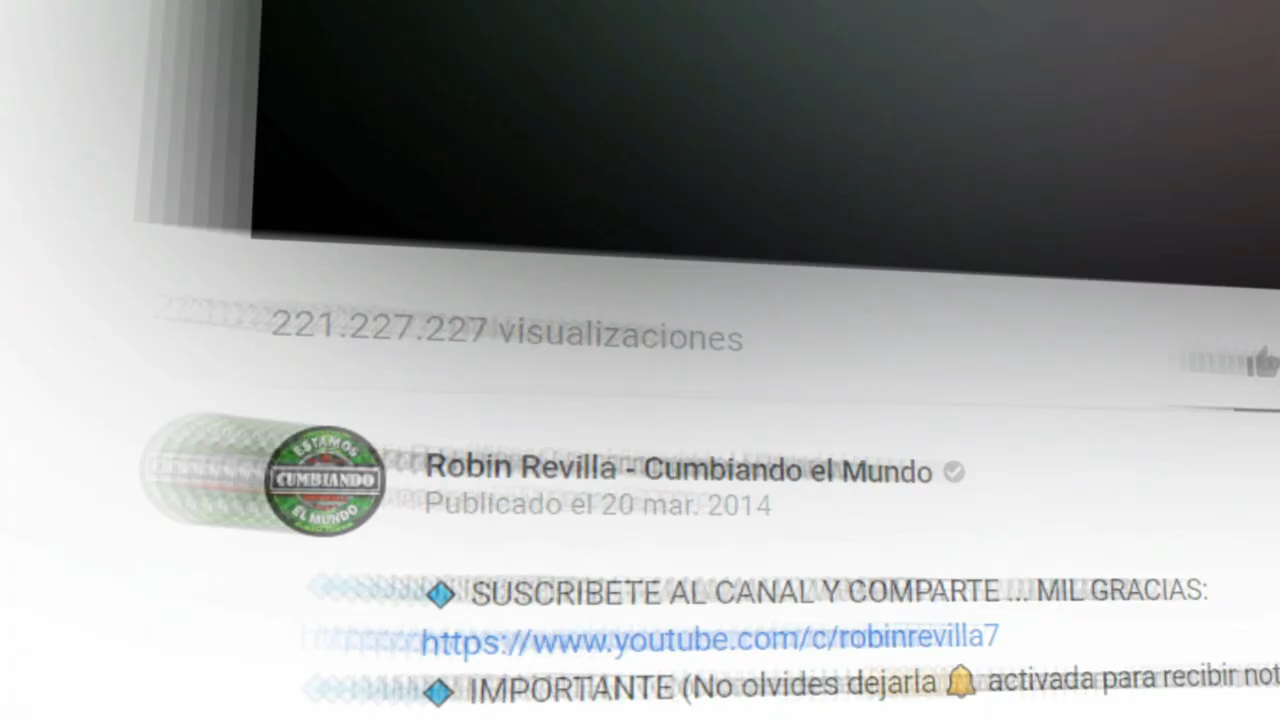 221.227.227 visualizaciones
ESTAMOS
CUMBIANDO
EL MUNDO
Robin Revilla - Cumbiando el Mundo
Publicado el 20 mar. 2014
SUSCRIBETE AL CANAL Y COMPARTE ... MIL GRACIAS:
https://www.youtube.com/c/robinrevilla7
IMPORTANTE (No olvides dejarla 🔔 activada para recibir not